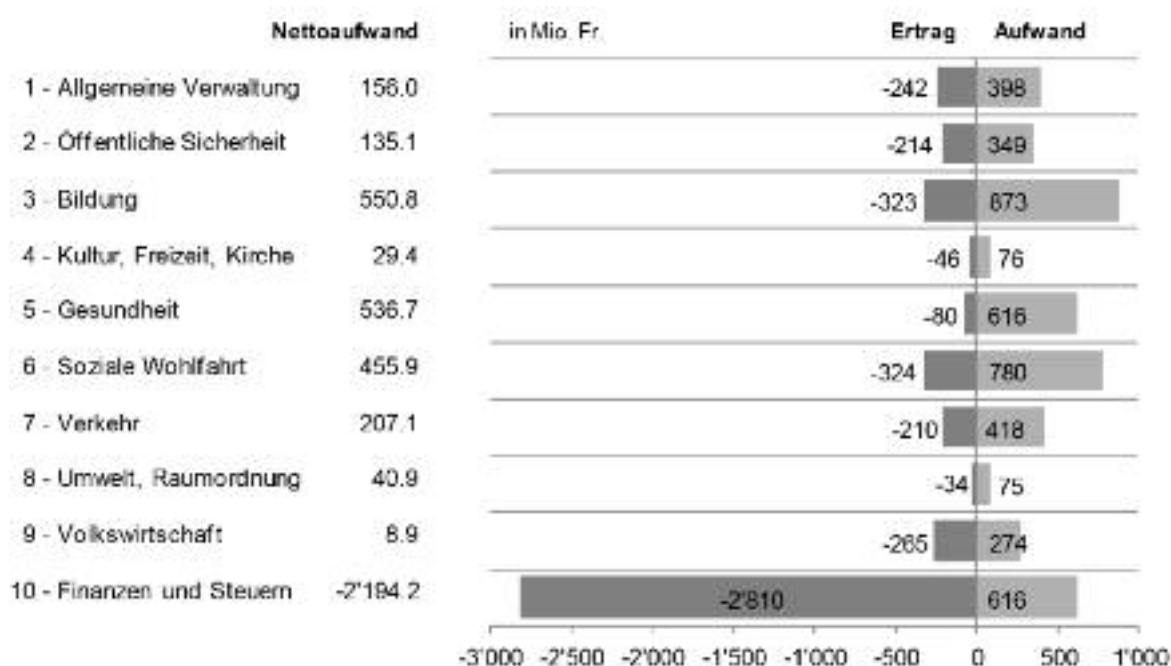 Nettoaufwand in Mio. Fr. Ertrag Aufwand
1 - Allgemeine Verwaltung 156.0 -242 398
2 - Öffentliche Sicherheit 135.1 -214 349
3 - Bildung 550.8 -323 873
4 - Kultur, Freizeit, Kirche 29.4 -46 76
5 - Gesundheit 536.7 -80 616
6 - Soziale Wohlfahrt 455.9 -324 780
7 - Verkehr 207.1 -210 418
8 - Umwelt, Raumordnung 40.9 -34 75
9 - Volkswirtschaft 8.9 -265 274
10 - Finanzen und Steuern -2'194.2 -2'810 616
-3'000 -2'500 -2'000 -1'500 -1'000 -500 0 500 1'000